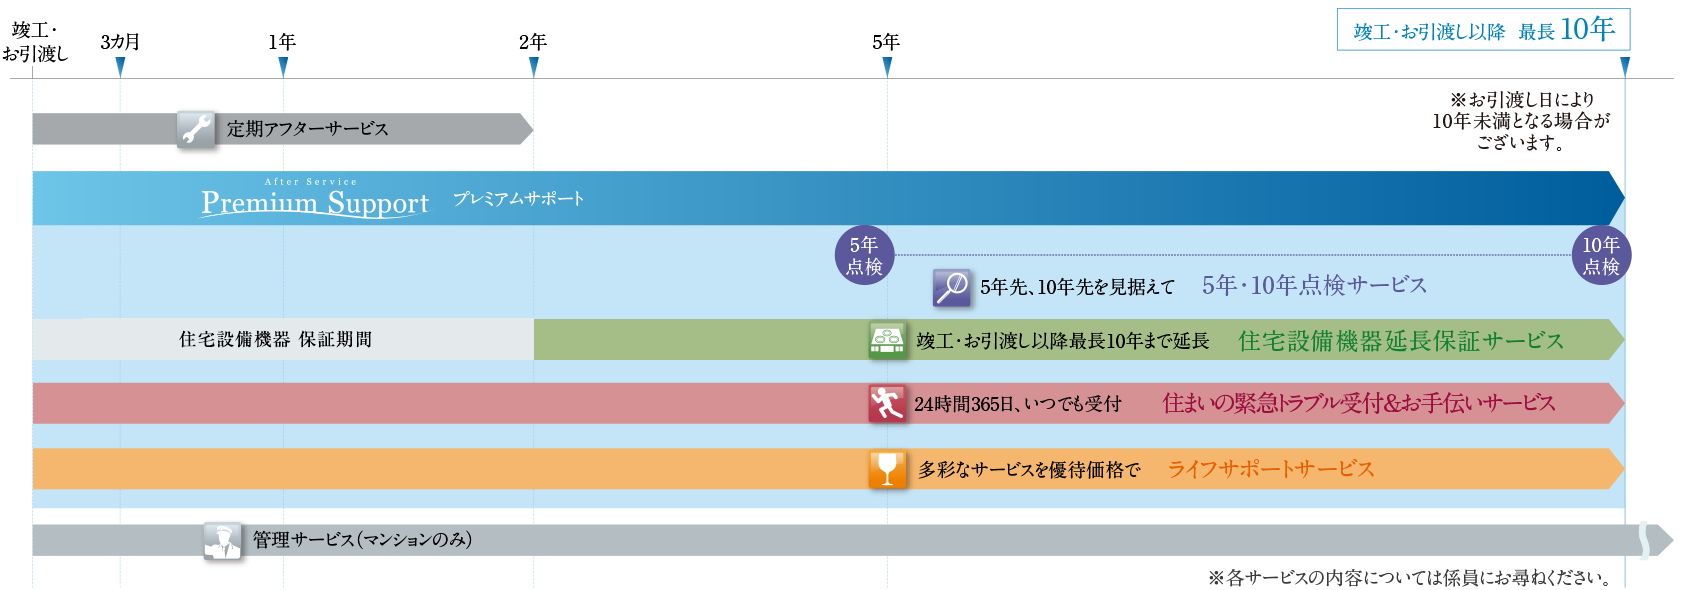 竣工・
お引渡し
3カ月
1年
2年
5年
竣工・お引渡し以降 最長10年
※お引渡し日により
10年未満となる場合が
ございます。
定期アフターサービス
After Service
Premium Support プレミアムサポート
5年
点検
10年
点検
5年先、10年先を見据えて 5年・10年点検サービス
住宅設備機器 保証期間
竣工・お引渡し以降最長10年まで延長 住宅設備機器延長保証サービス
24時間365日、いつでも受付 住まいの緊急トラブル受付&お手伝いサービス
多彩なサービスを優待価格で ライフサポートサービス
管理サービス(マンションのみ)
※各サービスの内容については係員にお尋ねください。